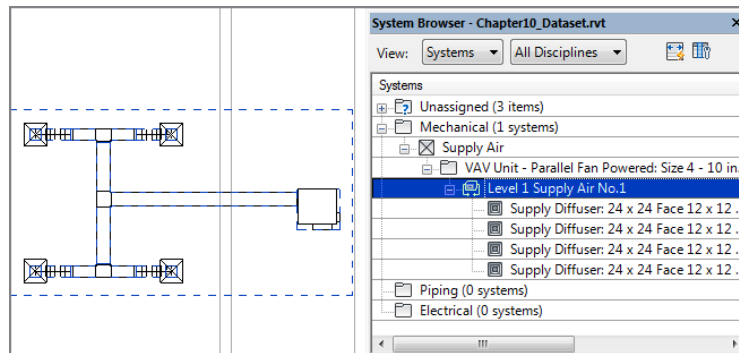 System Browser - Chapter10_Dataset.rvt
View: Systems All Disciplines
Systems
Unassigned (3 items)
Mechanical (1 systems)
Supply Air
VAV Unit - Parallel Fan Powered: Size 4 - 10 in.
Level 1 Supply Air No.1
Supply Diffuser: 24 x 24 Face 12 x 12 .
Supply Diffuser: 24 x 24 Face 12 x 12 .
Supply Diffuser: 24 x 24 Face 12 x 12 .
Supply Diffuser: 24 x 24 Face 12 x 12 .
Piping (0 systems)
Electrical (0 systems)